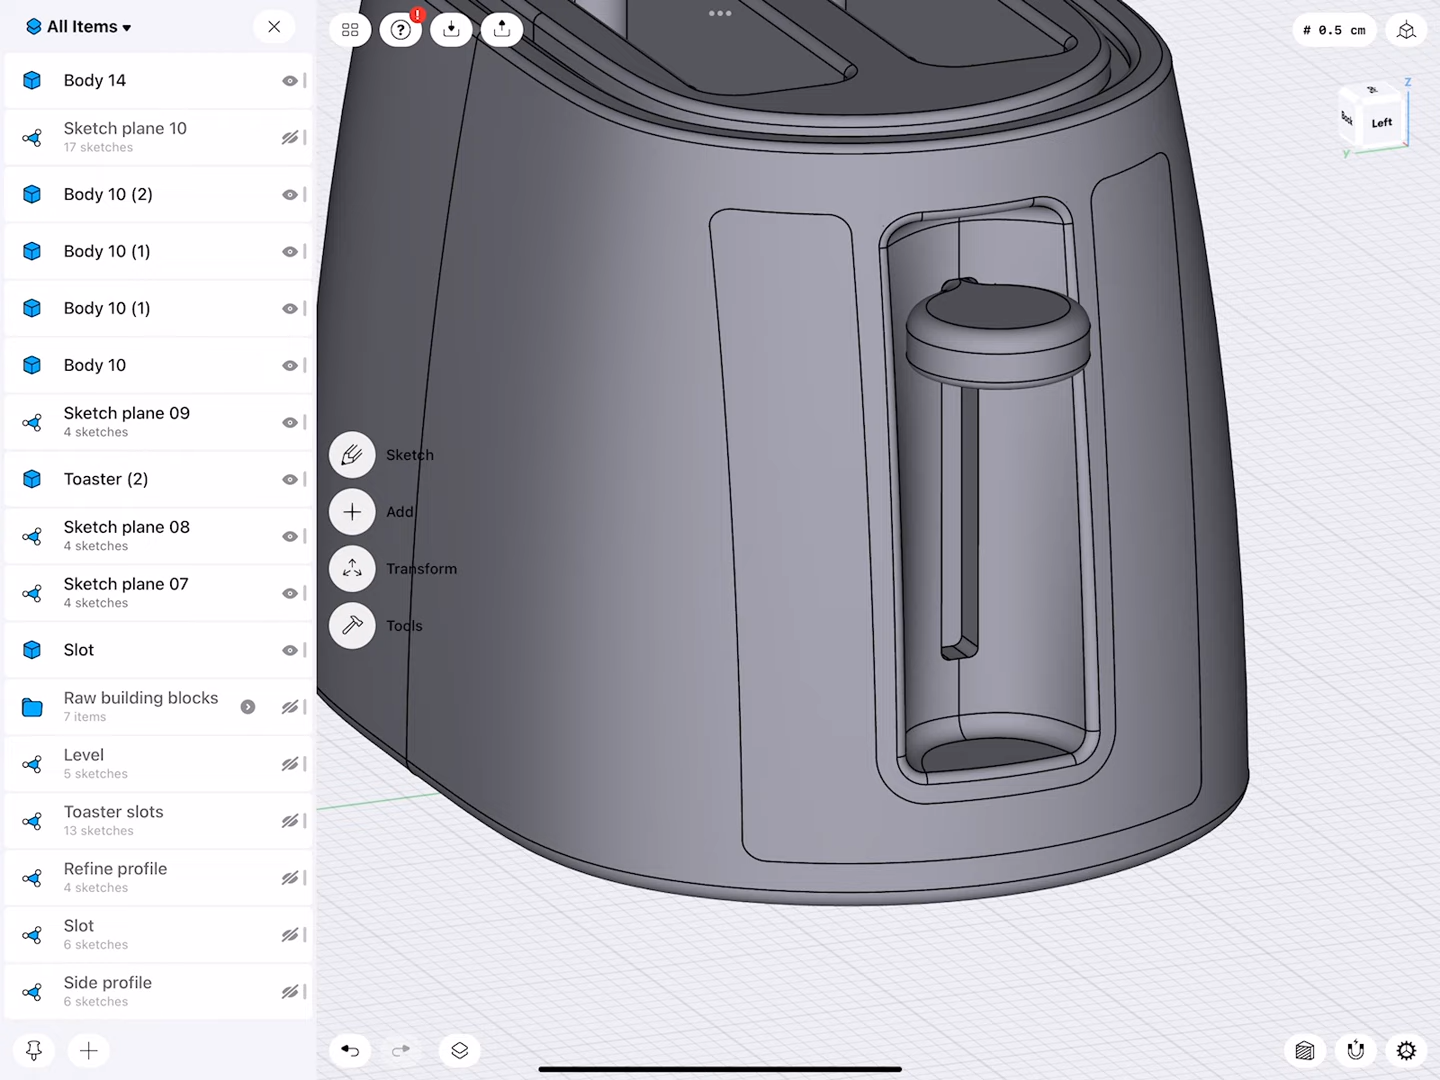 All Items
Body 14
Sketch plane 10
17 sketches
Body 10 (2)
Body 10 (1)
Body 10 (1)
Body 10
Sketch plane 09
4 sketches
Toaster (2)
Sketch plane 08
4 sketches
Sketch plane 07
4 sketches
Slot
Raw building blocks
7 items
Level
5 sketches
Toaster slots
13 sketches
Refine profile
4 sketches
Slot
6 sketches
Side profile
6 sketches
?
!
Sketch
Add
Transform
Tools
# 0.5 cm
Z
Back
Left
Y